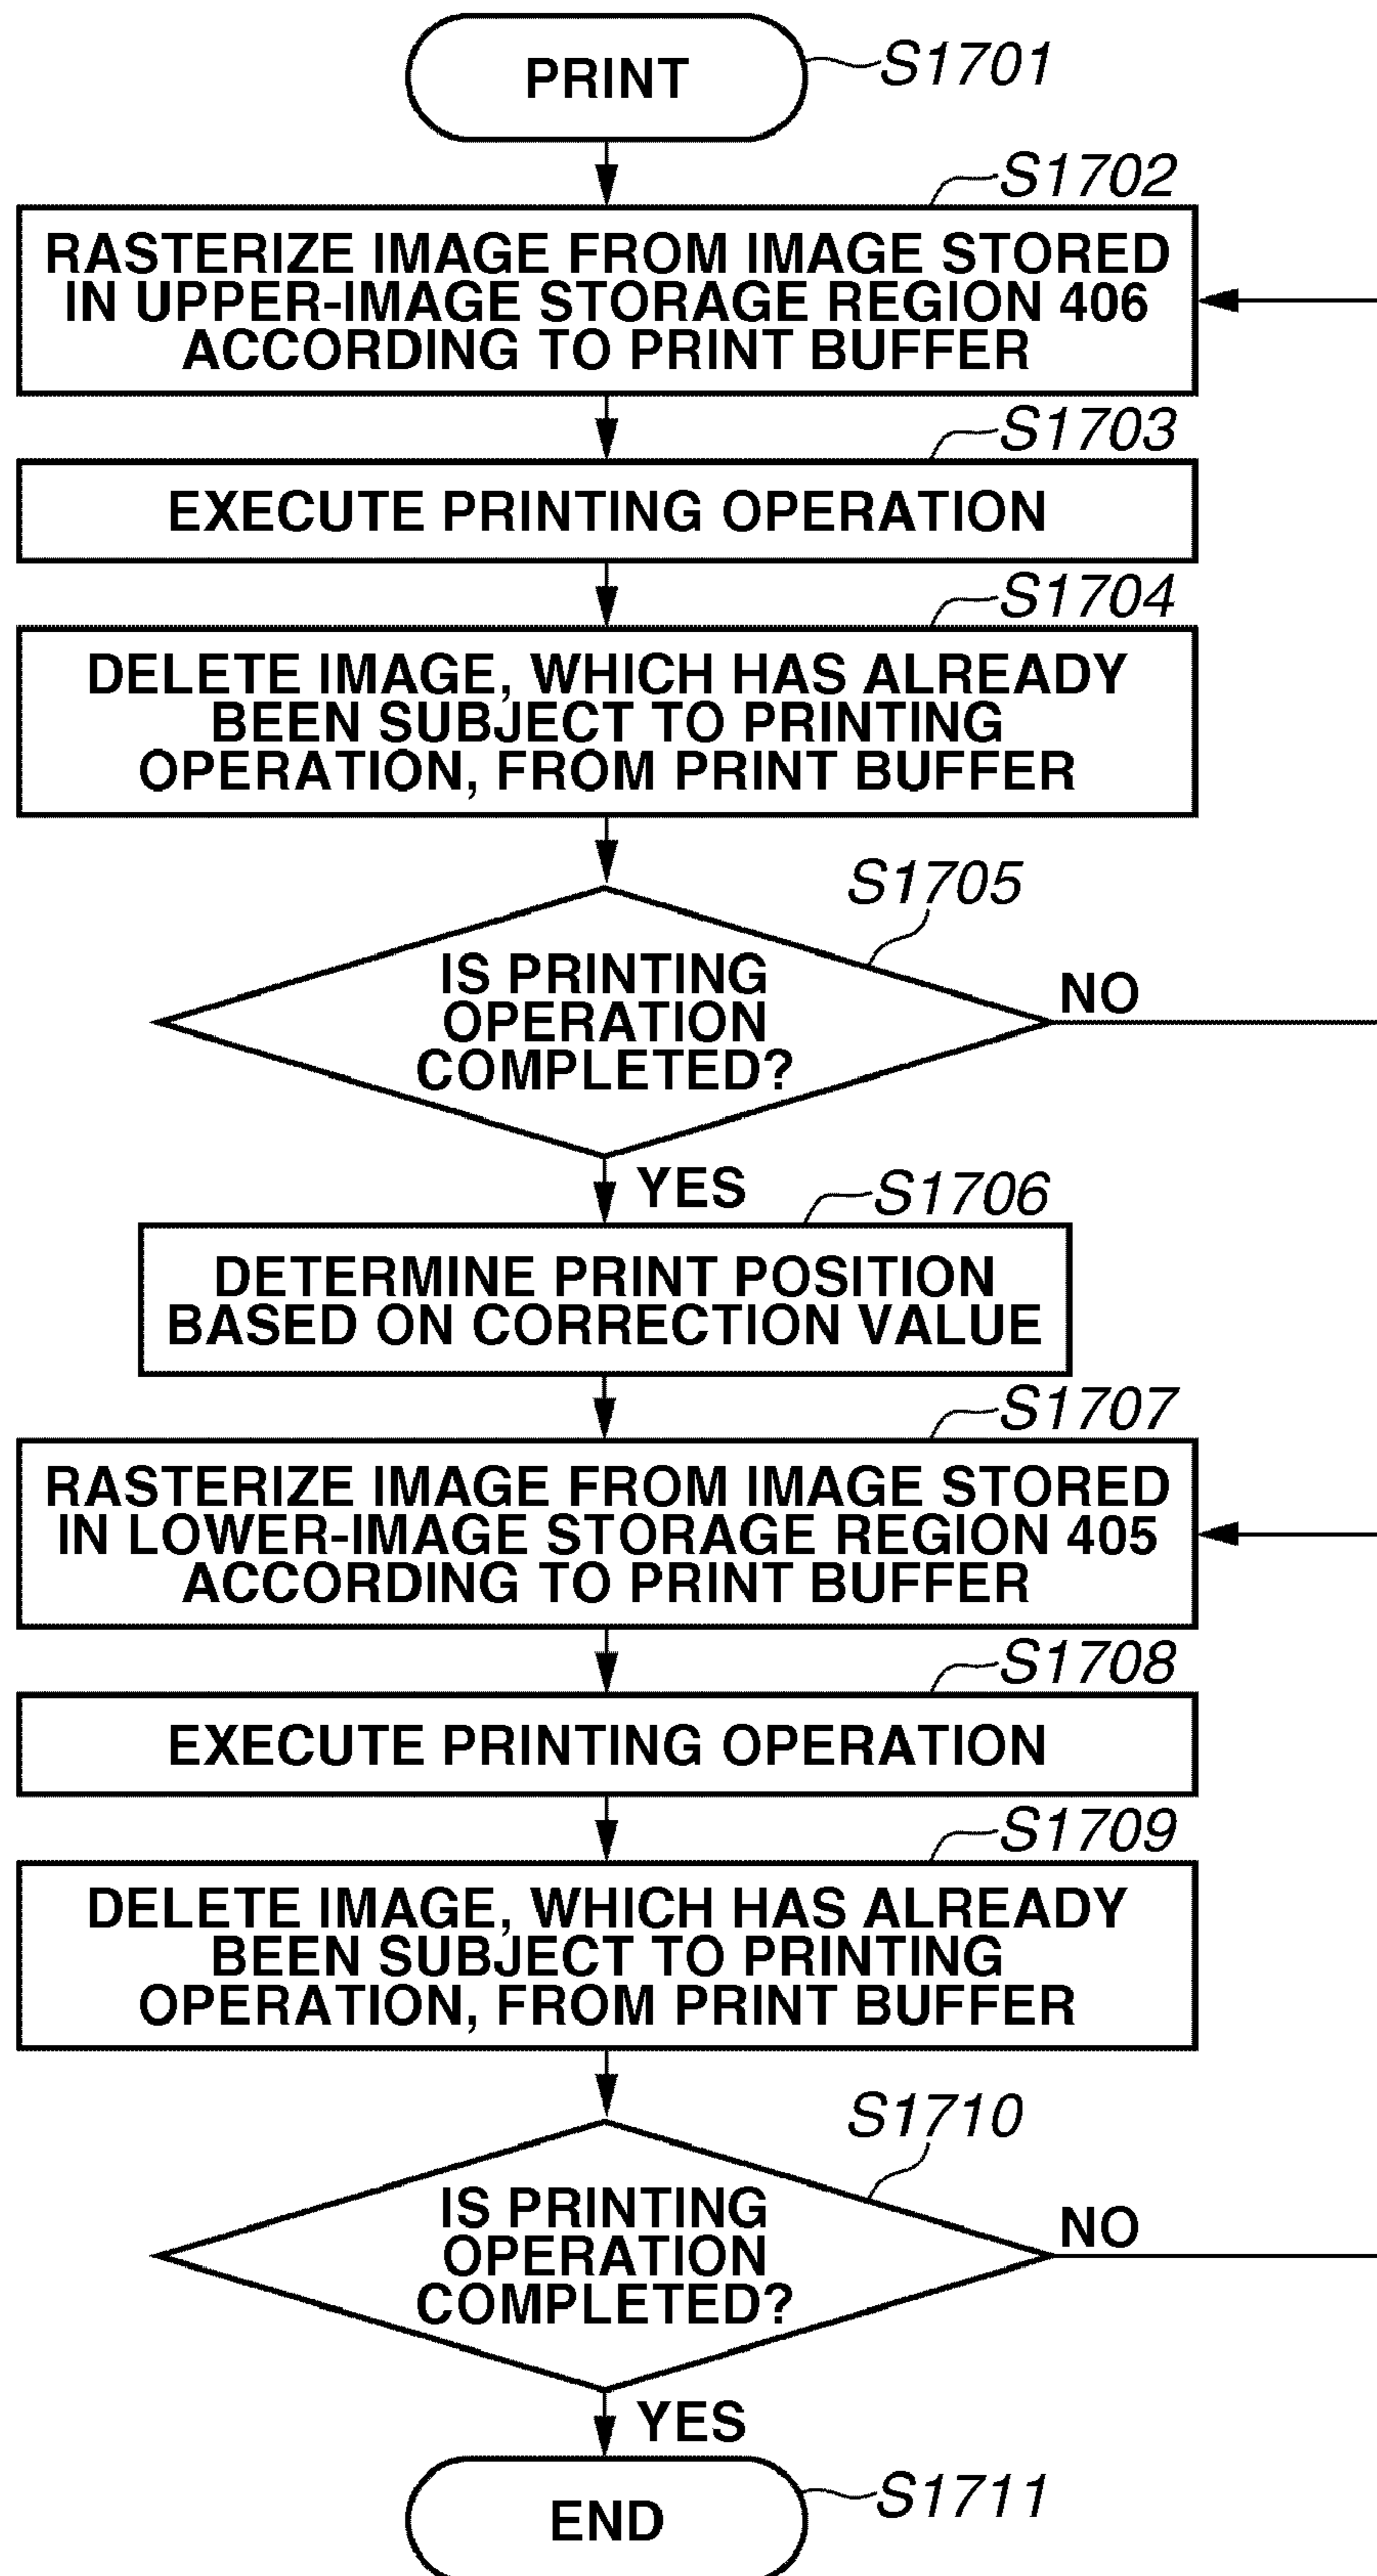 PRINT
S1701
S1702
RASTERIZE IMAGE FROM IMAGE STORED
IN UPPER-IMAGE STORAGE REGION 406
ACCORDING TO PRINT BUFFER
S1703
EXECUTE PRINTING OPERATION
S1704
DELETE IMAGE, WHICH HAS ALREADY
BEEN SUBJECT TO PRINTING
OPERATION, FROM PRINT BUFFER
S1705
IS PRINTING
OPERATION
COMPLETED?
NO
YES
S1706
DETERMINE PRINT POSITION
BASED ON CORRECTION VALUE
S1707
RASTERIZE IMAGE FROM IMAGE STORED
IN LOWER-IMAGE STORAGE REGION 405
ACCORDING TO PRINT BUFFER
S1708
EXECUTE PRINTING OPERATION
S1709
DELETE IMAGE, WHICH HAS ALREADY
BEEN SUBJECT TO PRINTING
OPERATION, FROM PRINT BUFFER
S1710
IS PRINTING
OPERATION
COMPLETED?
NO
YES
END
S1711